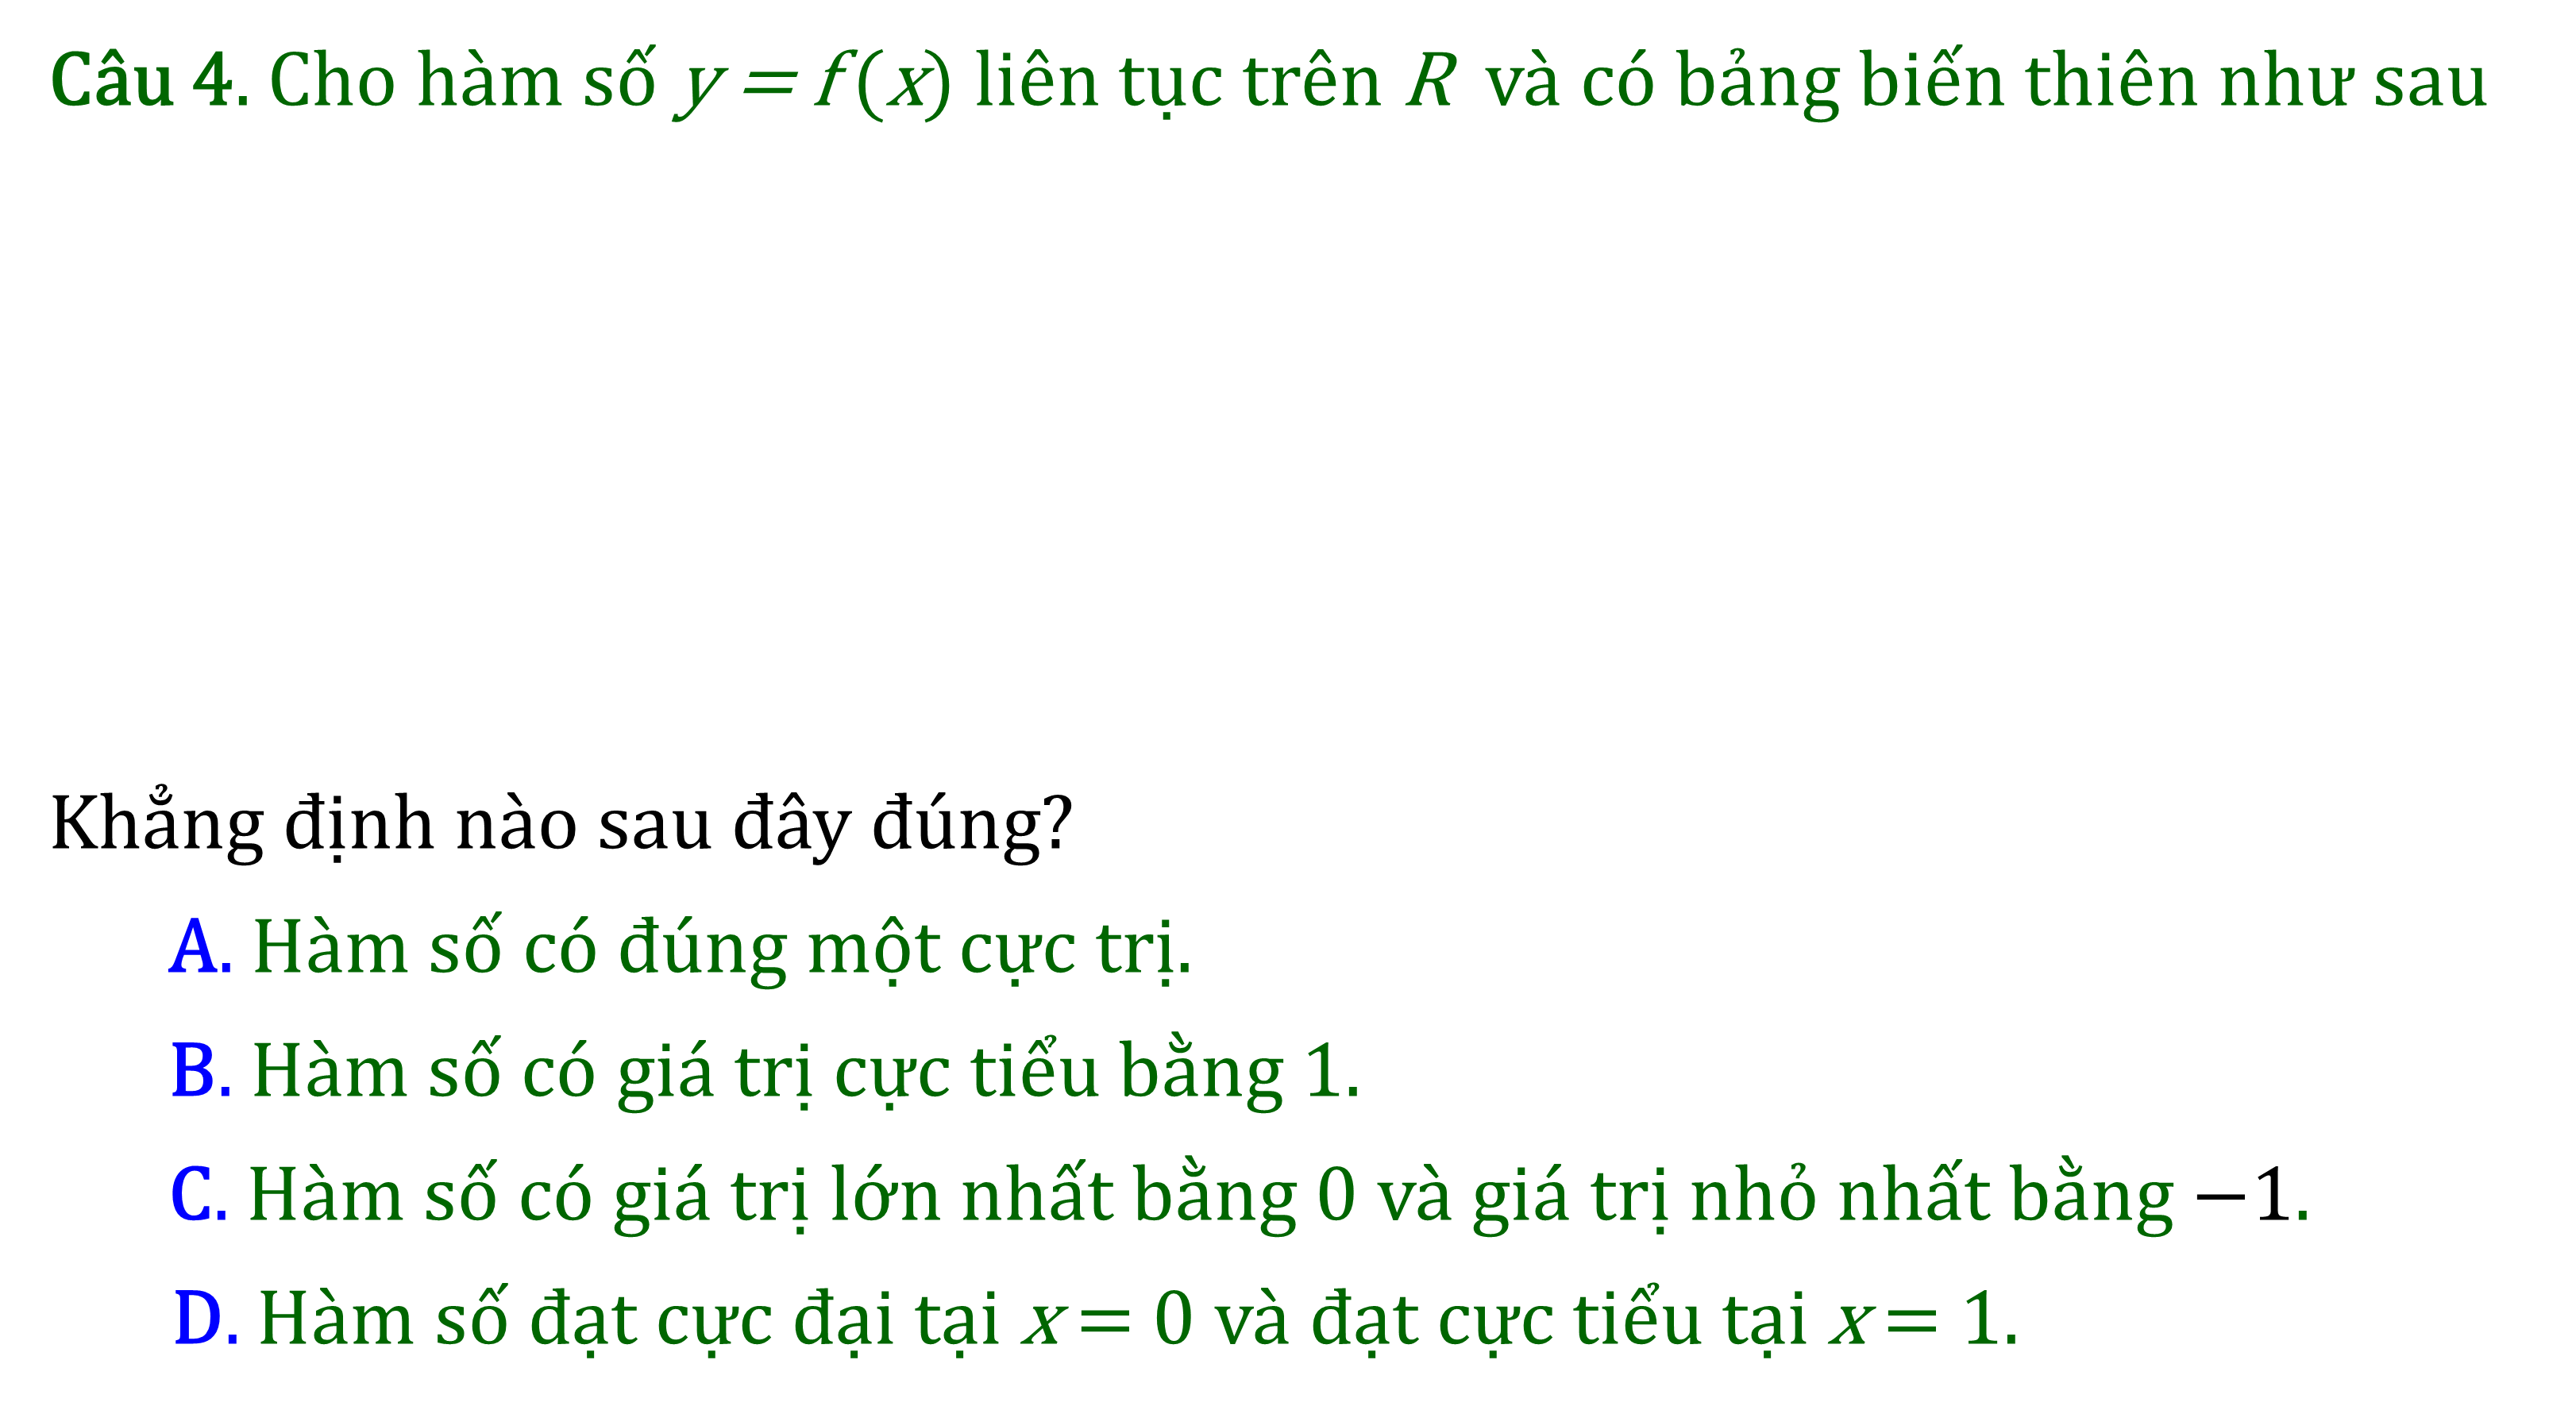 Câu 4. Cho hàm số y = f(x) liên tục trên R và có bảng biến thiên như sau
Khẳng định nào sau đây đúng?
A. Hàm số có đúng một cực trị.
B. Hàm số có giá trị cực tiểu bằng 1.
C. Hàm số có giá trị lớn nhất bằng 0 và giá trị nhỏ nhất bằng −1.
D. Hàm số đạt cực đại tại x = 0 và đạt cực tiểu tại x = 1.